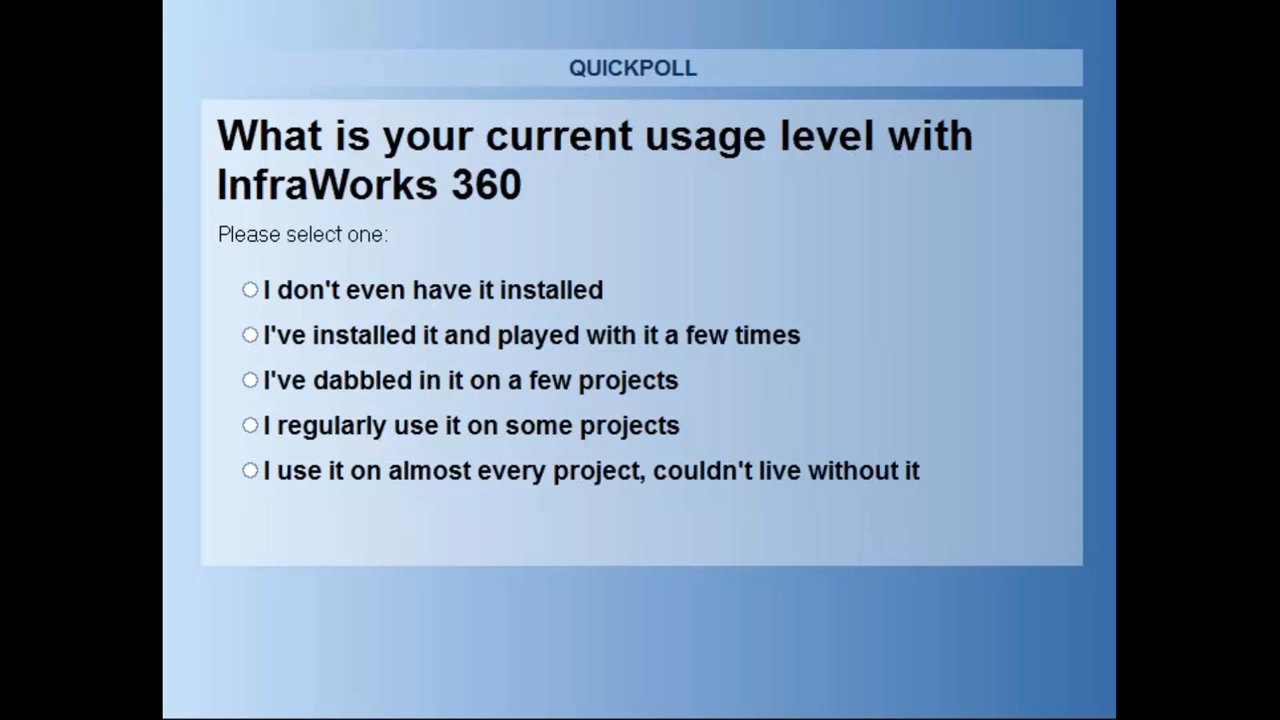 QUICKPOLL
What is your current usage level with
InfraWorks 360
Please select one:
I don't even have it installed
I've installed it and played with it a few times
I've dabbled in it on a few projects
I regularly use it on some projects
I use it on almost every project, couldn't live without it